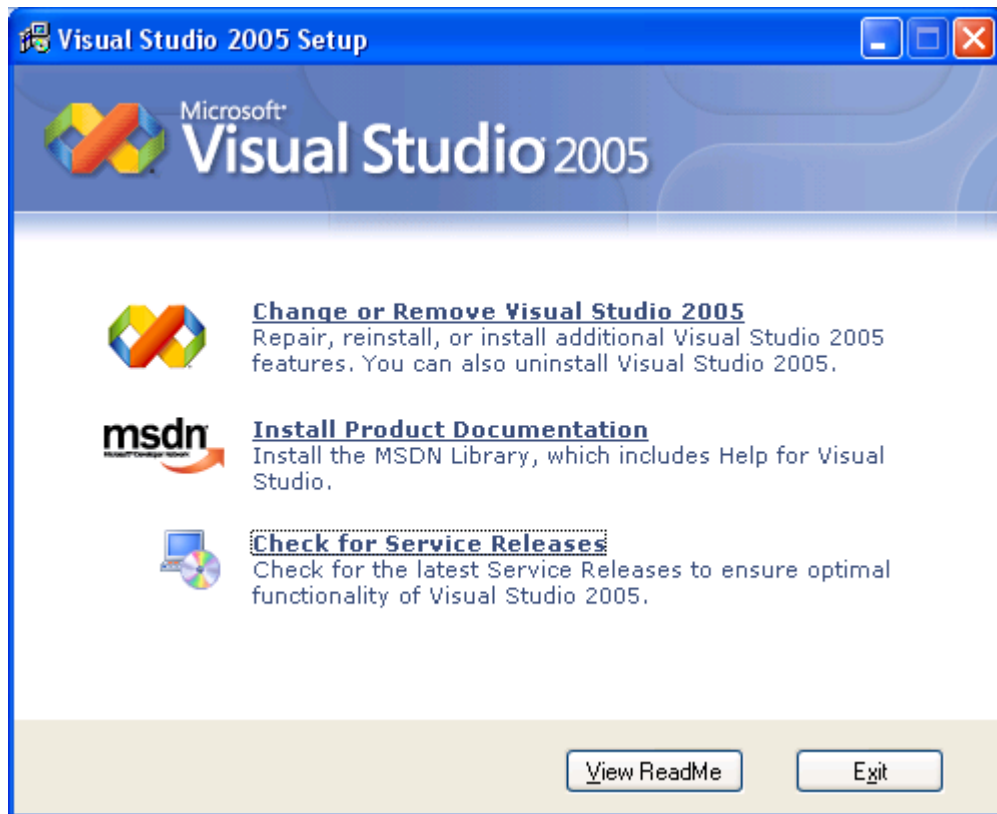 Visual Studio 2005 Setup
Microsoft
Visual Studio 2005
Change or Remove Visual Studio 2005
Repair, reinstall, or install additional Visual Studio 2005
features. You can also uninstall Visual Studio 2005.
msdn
Install Product Documentation
Install the MSDN Library, which includes Help for Visual
Studio.
Check for Service Releases
Check for the latest Service Releases to ensure optimal
functionality of Visual Studio 2005.
View ReadMe
Exit